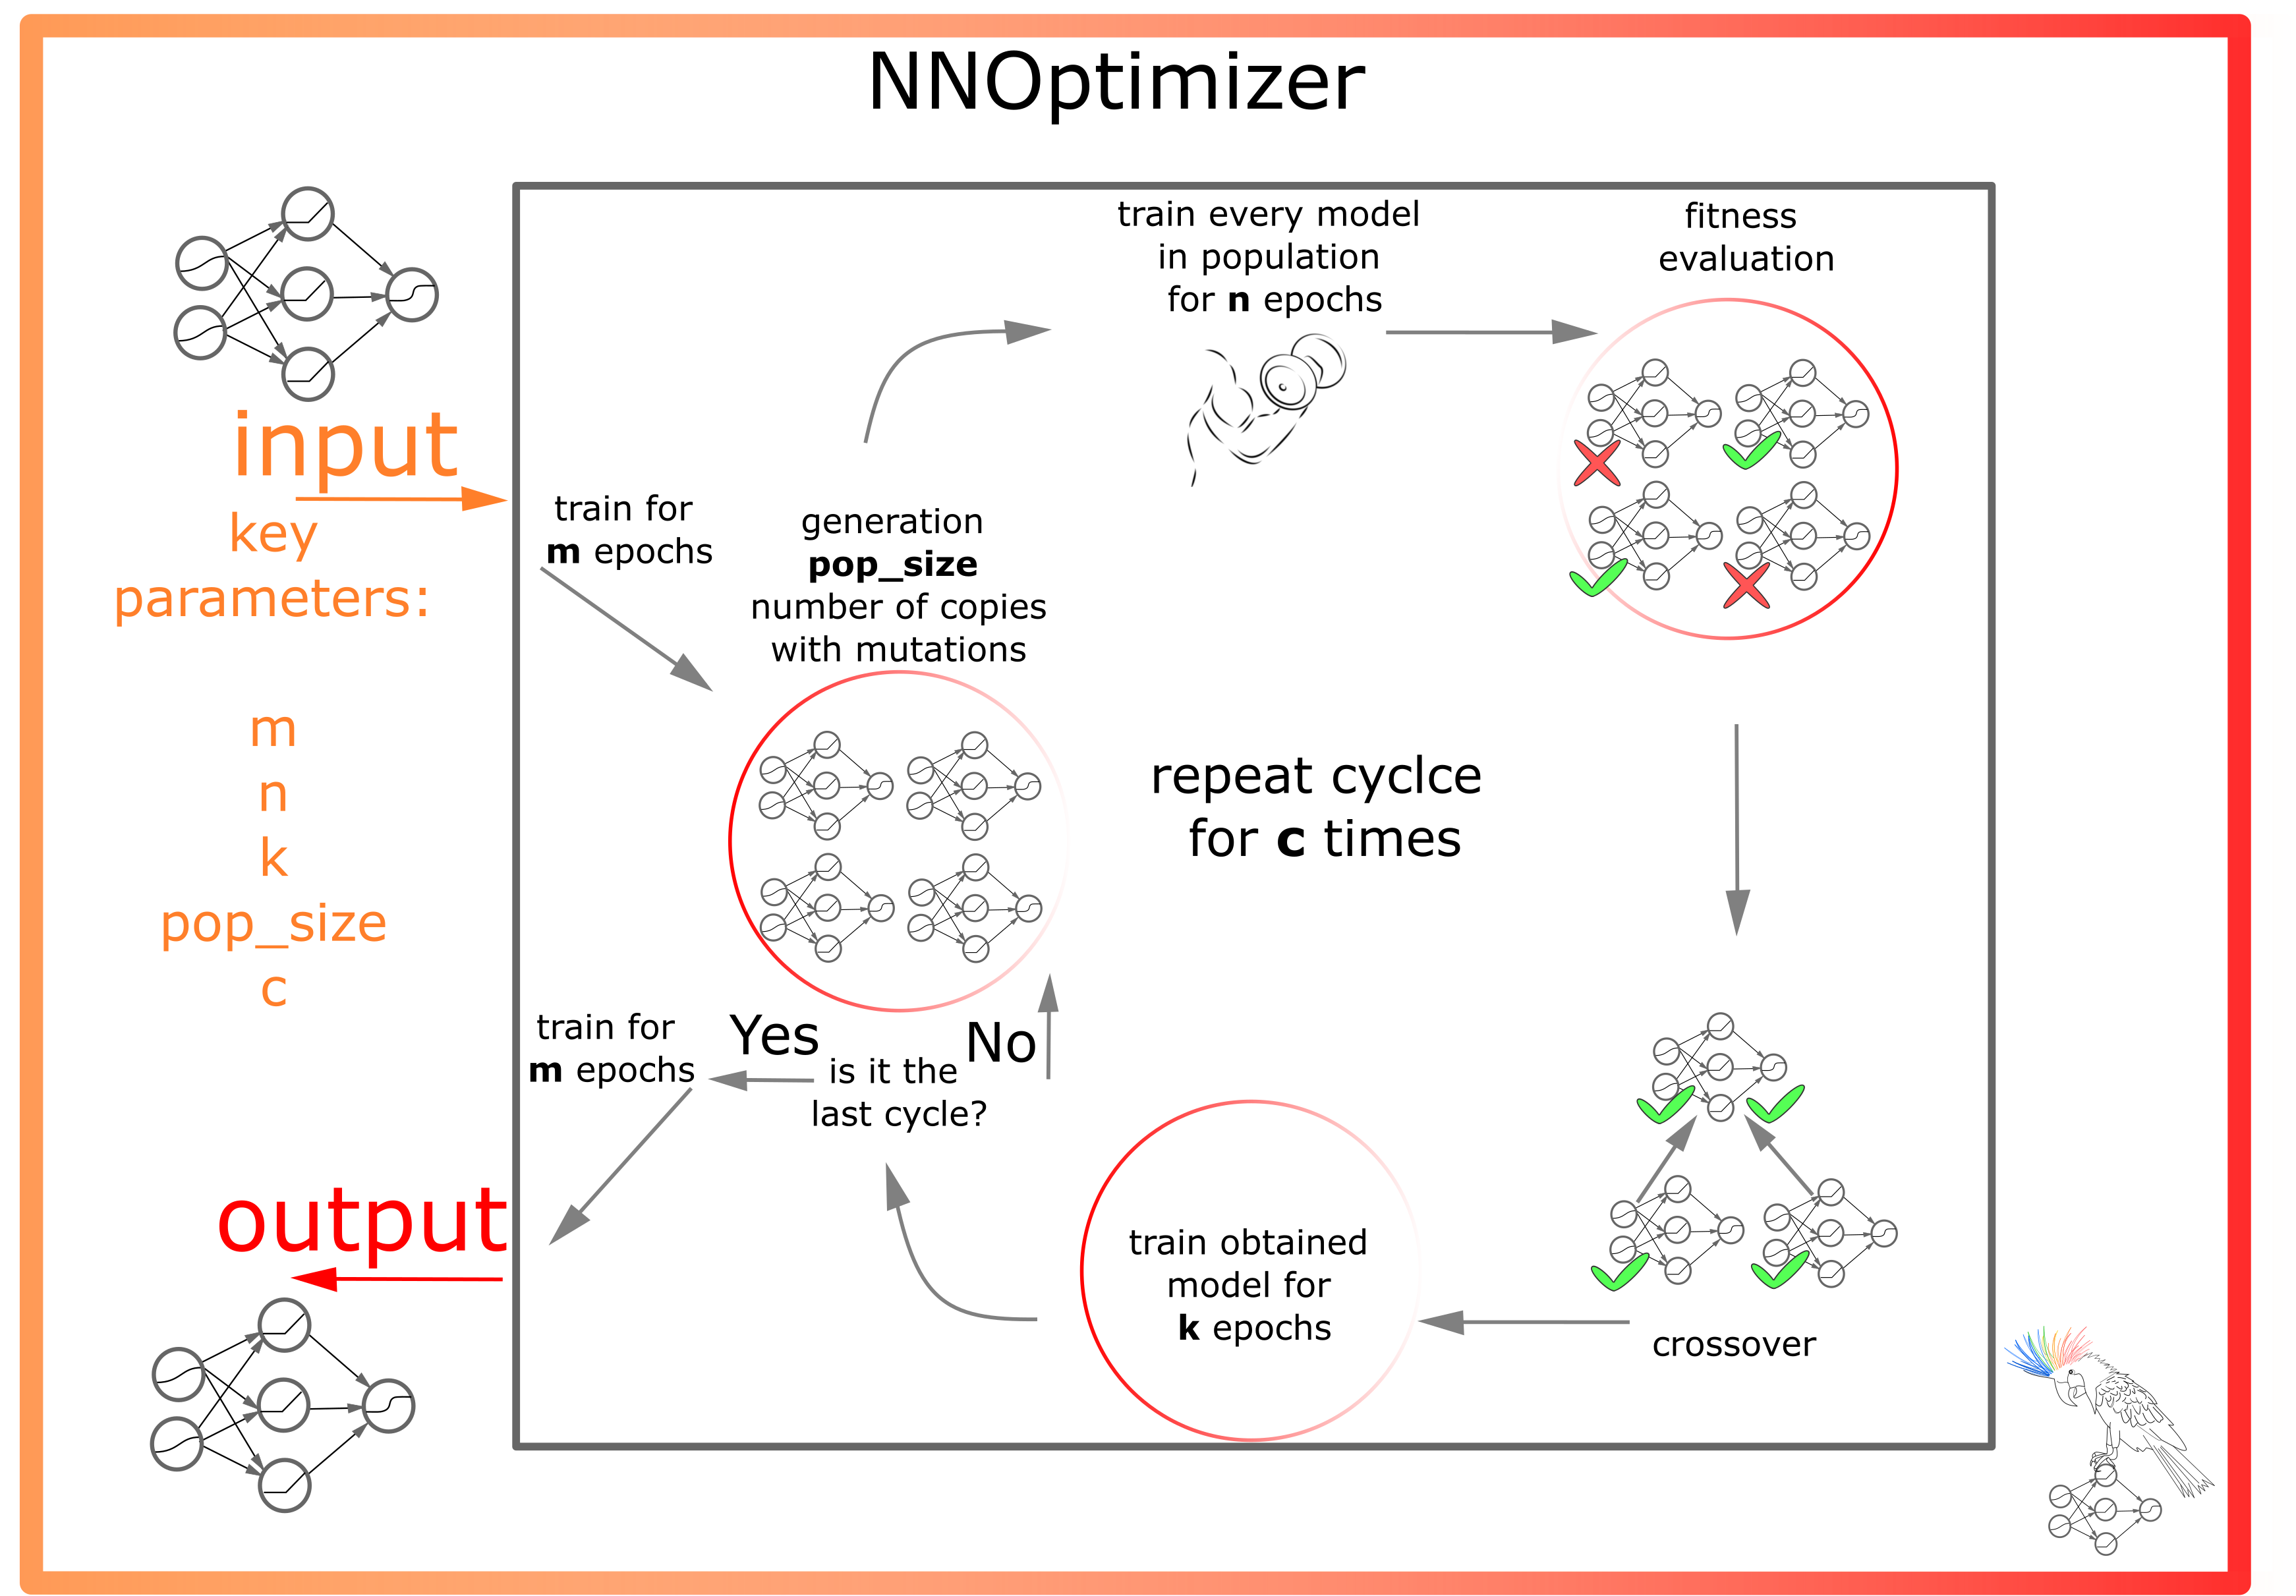 NNOptimizer
input
key
parameters:
m
n
k
pop_size
c
train for
m epochs
generation
pop_size
number of copies
with mutations
train every model
in population
for n epochs
fitness
evaluation
repeat cyclce
for c times
crossover
train obtained
model for
k epochs
is it the
last cycle?
No
Yes
train for
m epochs
output